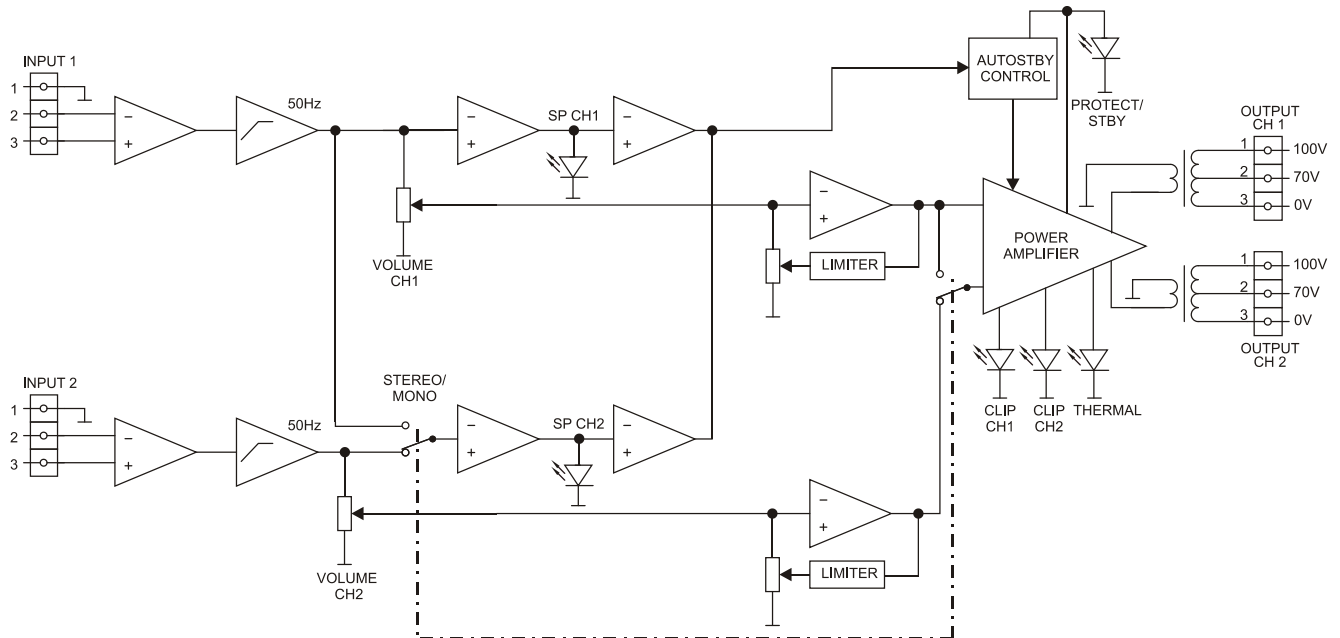 INPUT 1
1
2
3
50Hz
−
+
−
+
SP CH1
−
+
AUTOSTBY
CONTROL
PROTECT/
STBY
OUTPUT
CH 1
1
100V
2
70V
3
0V
VOLUME
CH1
−
+
LIMITER
POWER
AMPLIFIER
1
100V
2
70V
3
0V
OUTPUT
CH 2
CLIP
CH1
CLIP
CH2
THERMAL
INPUT 2
1
2
3
50Hz
−
+
STEREO/
MONO
−
+
SP CH2
−
+
VOLUME
CH2
−
+
LIMITER